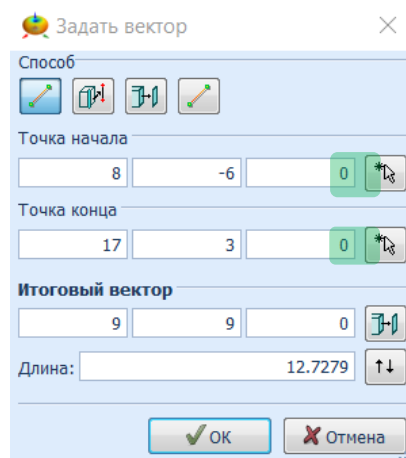 Задать вектор
Способ
Точка начала
8 -6 0
Точка конца
17 3 0
Итоговый вектор
9 9 0
Длина: 12.7279
ОК Отмена